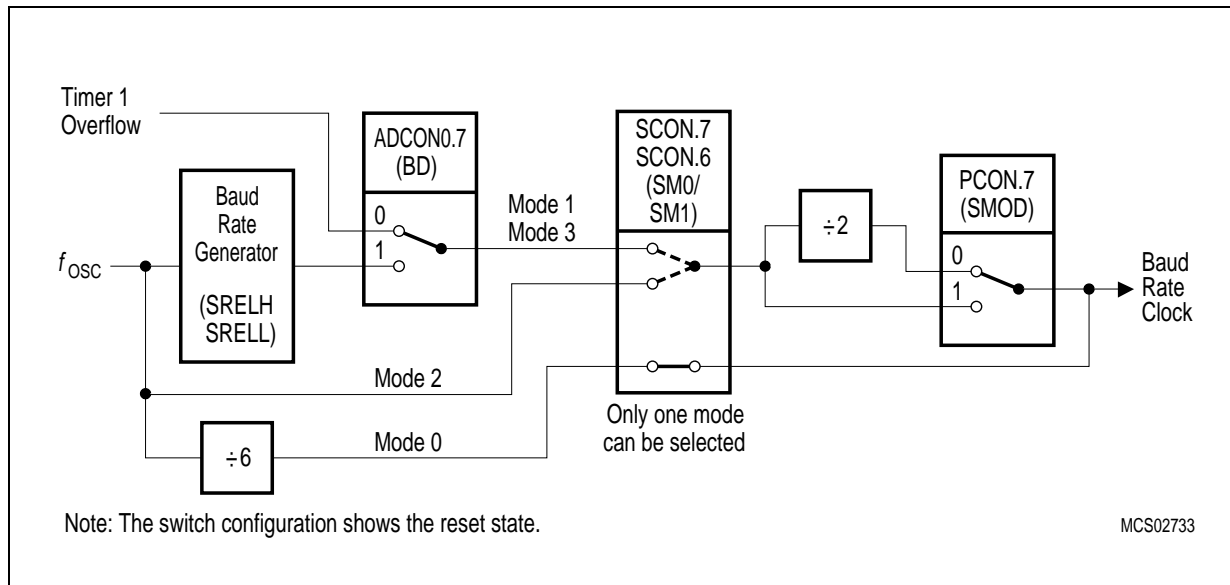 Timer 1
Overflow
ADCON0.7
(BD)
0
1
Baud
Rate
Generator
(SRELH
SRELL)
fOSC
Mode 1
Mode 3
Mode 2
÷6
Mode 0
SCON.7
SCON.6
(SM0/
SM1)
Only one mode
can be selected
÷2
PCON.7
(SMOD)
0
1
Baud
Rate
Clock
Note: The switch configuration shows the reset state.
MCS02733